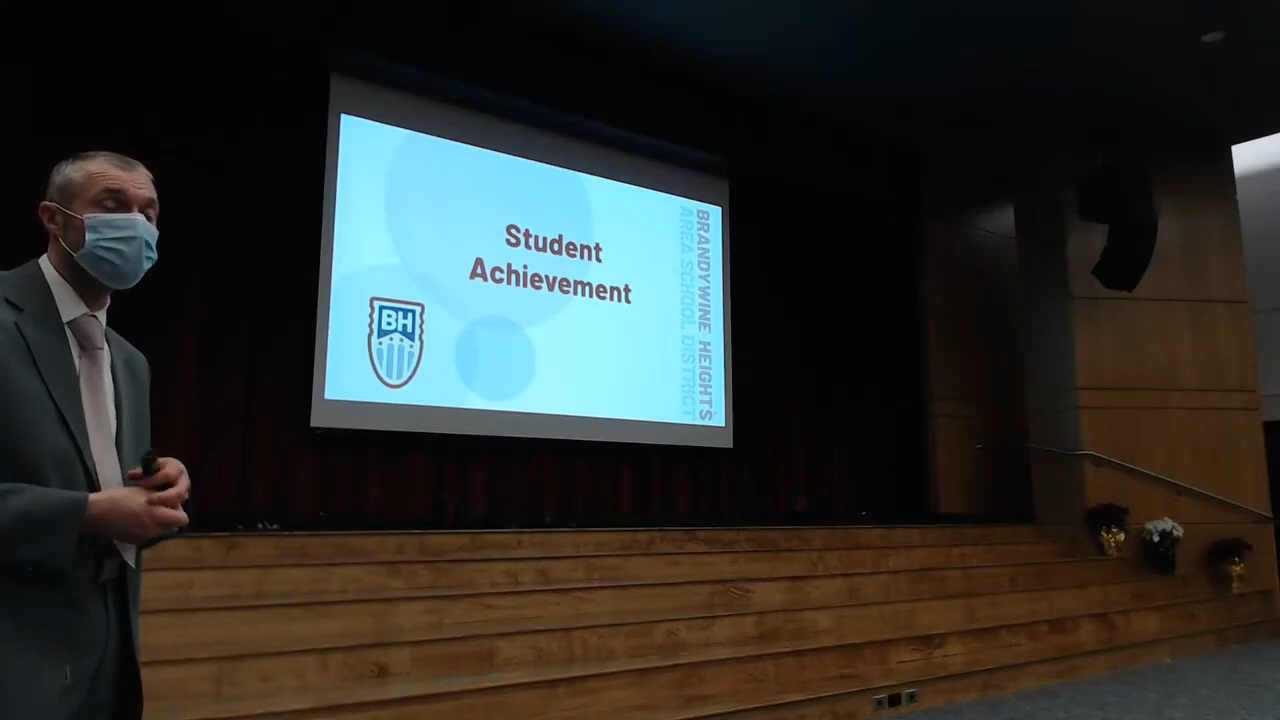 Student
Achievement
BH
BRANDYWINE HEIGHTS
AREA SCHOOL DISTRICT